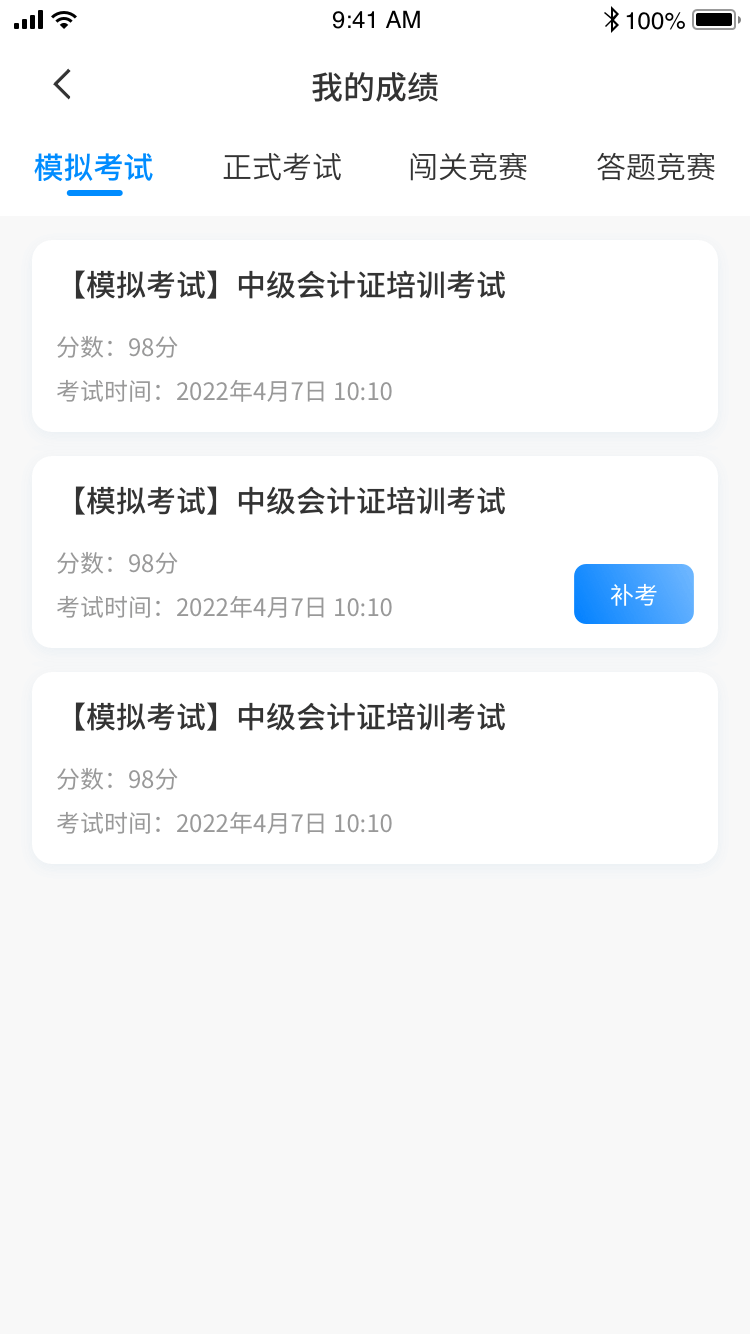 9:41 AM
100%
我的成绩
模拟考试 正式考试 闯关竞赛 答题竞赛
【模拟考试】中级会计证培训考试
分数：98分
考试时间：2022年4月7日 10:10
【模拟考试】中级会计证培训考试
分数：98分
考试时间：2022年4月7日 10:10
补考
【模拟考试】中级会计证培训考试
分数：98分
考试时间：2022年4月7日 10:10